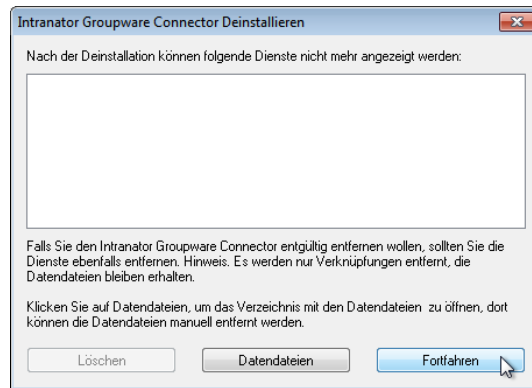 Intranator Groupware Connector Deinstallieren
Nach der Deinstallation können folgende Dienste nicht mehr angezeigt werden:
Falls Sie den Intranator Groupware Connector entgültig entfernen wollen, sollten Sie die
Dienste ebenfalls entfernen. Hinweis. Es werden nur Verknüpfungen entfernt, die
Datendateien bleiben erhalten.
Klicken Sie auf Datendateien, um das Verzeichnis mit den Datendateien zu öffnen, dort
können die Datendateien manuell entfernt werden.
Löschen
Datendateien
Fortfahren